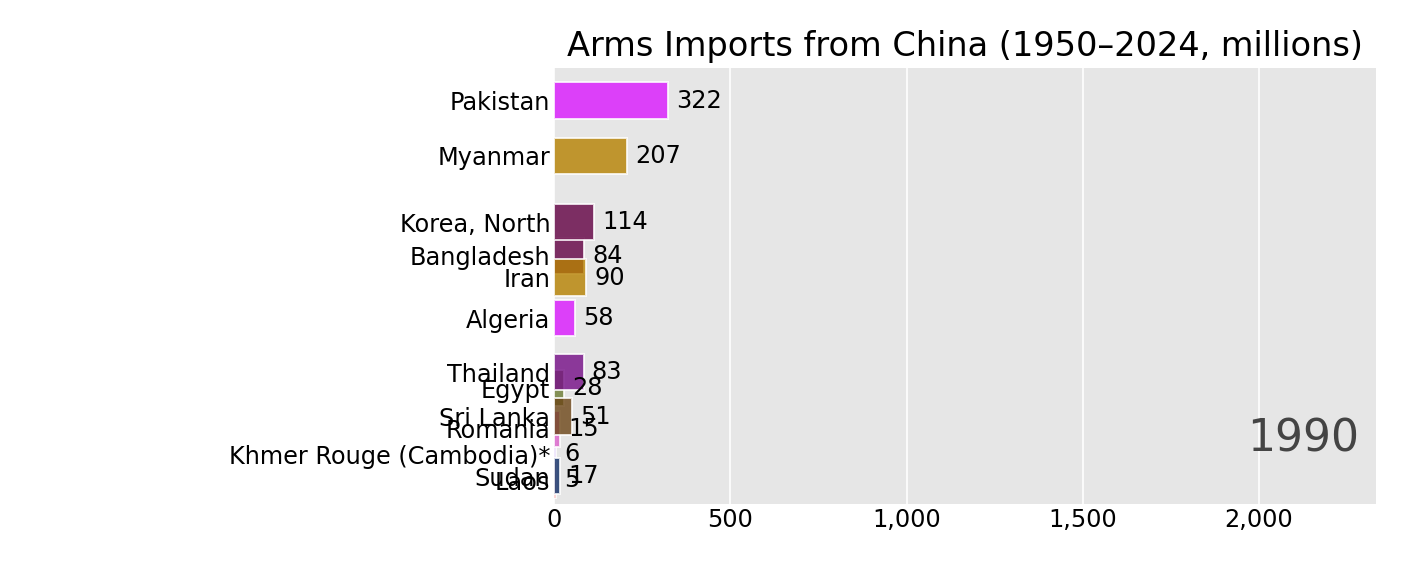 Arms Imports from China (1950–2024, millions)
Pakistan 322
Myanmar 207
Korea, North 114
Bangladesh 84
Iran 90
Algeria 58
Thailand 83
Egypt 28
Sri Lanka 51
Romania 15
Khmer Rouge (Cambodia)* 6
Sudan 17
Laos 5
1990
0 500 1,000 1,500 2,000